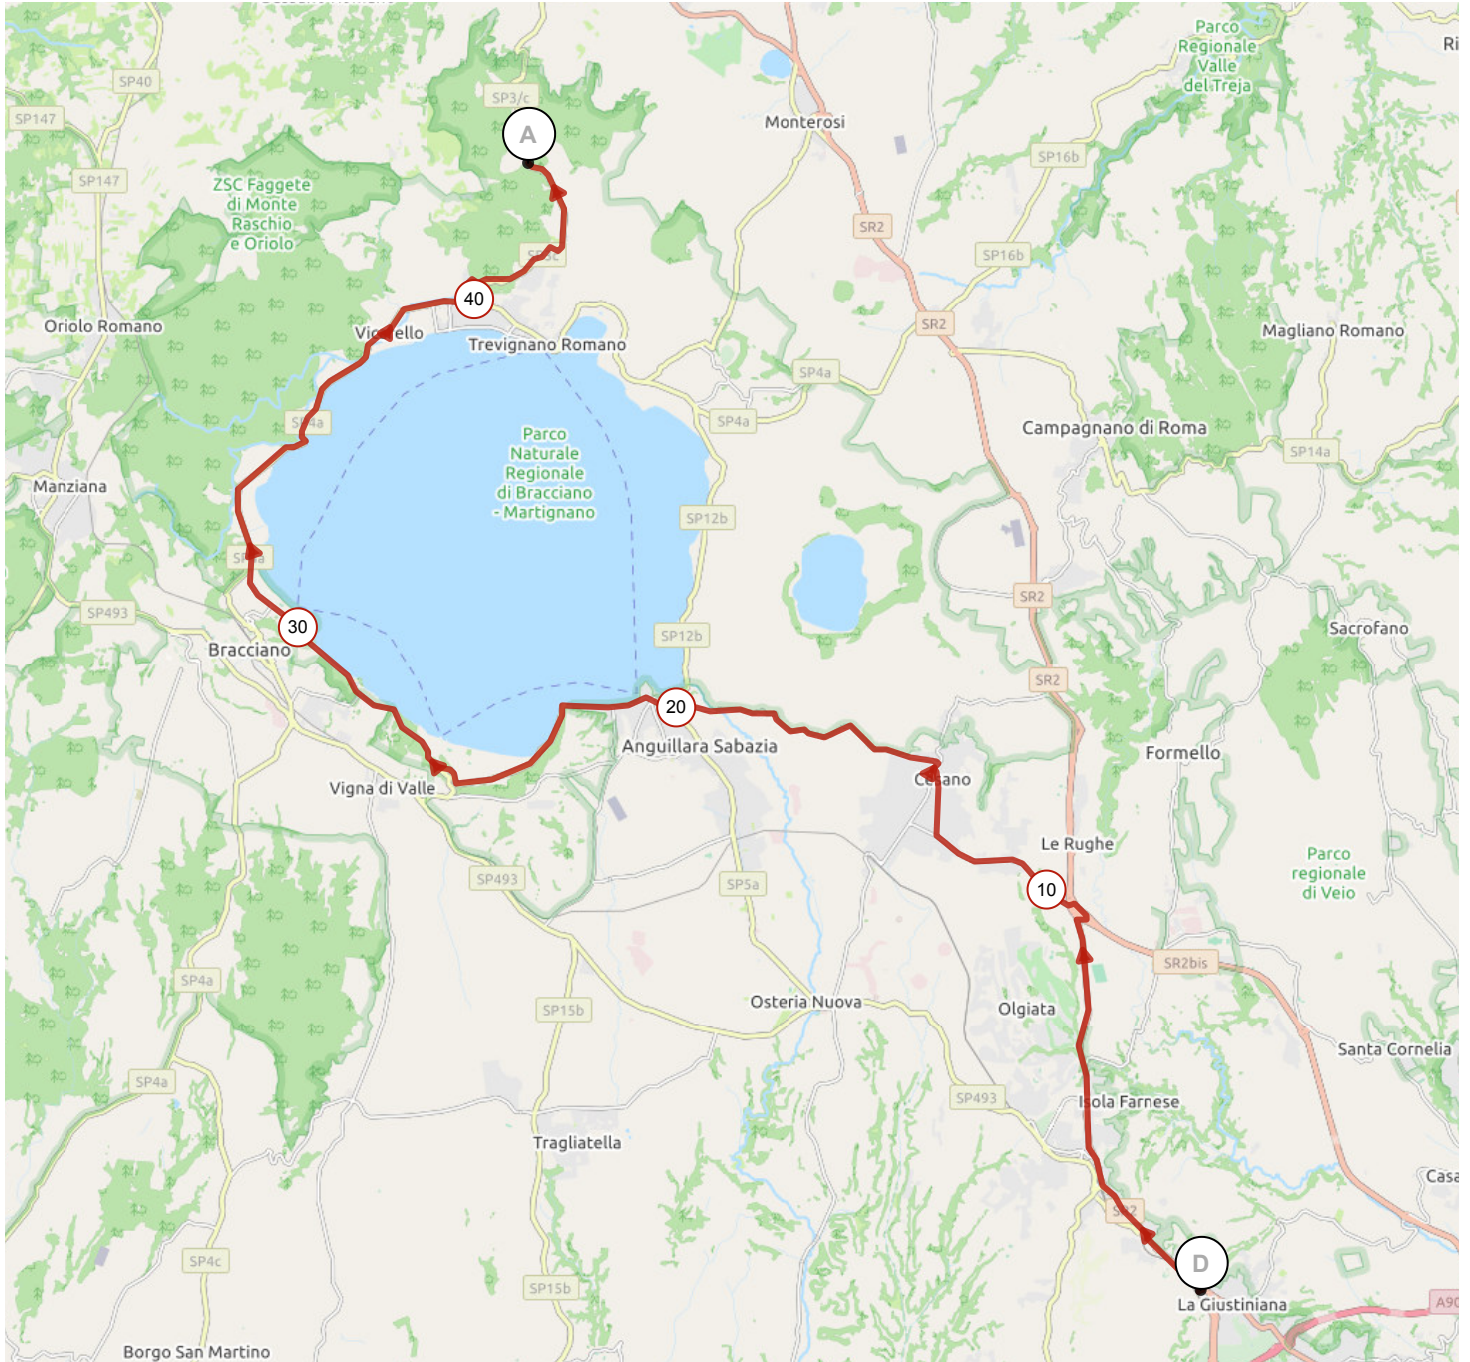 SP40
SP3/c
Parco
Regionale
Valle
del Treja
SP147
A
Monterosi
SP16b
SP147
ZSC Faggete
di Monte
Raschio
e Oriolo
SR2
SP16b
40
Oriolo Romano
Trevignano Romano
SR2
Magliano Romano
SP4a
SP4a
Parco
Naturale
Regionale
di Bracciano
- Martignano
Campagnano di Roma
SP14a
Manziana
SP12b
SP493
SR2
30
Bracciano
SP12b
Sacrofano
SR2
20
Anguillara Sabazia
Formello
Vigna di Valle
Le Rughe
Parco
regionale
di Veio
SP493
SP5a
10
SR2bis
SP4a
Osteria Nuova
SP15b
Olgiata
Santa Cornelia
SP4a
SP493
Isola Farnese
Tragliatella
SP4c
D
SP15b
La Giustiniana
A90
Borgo San Martino